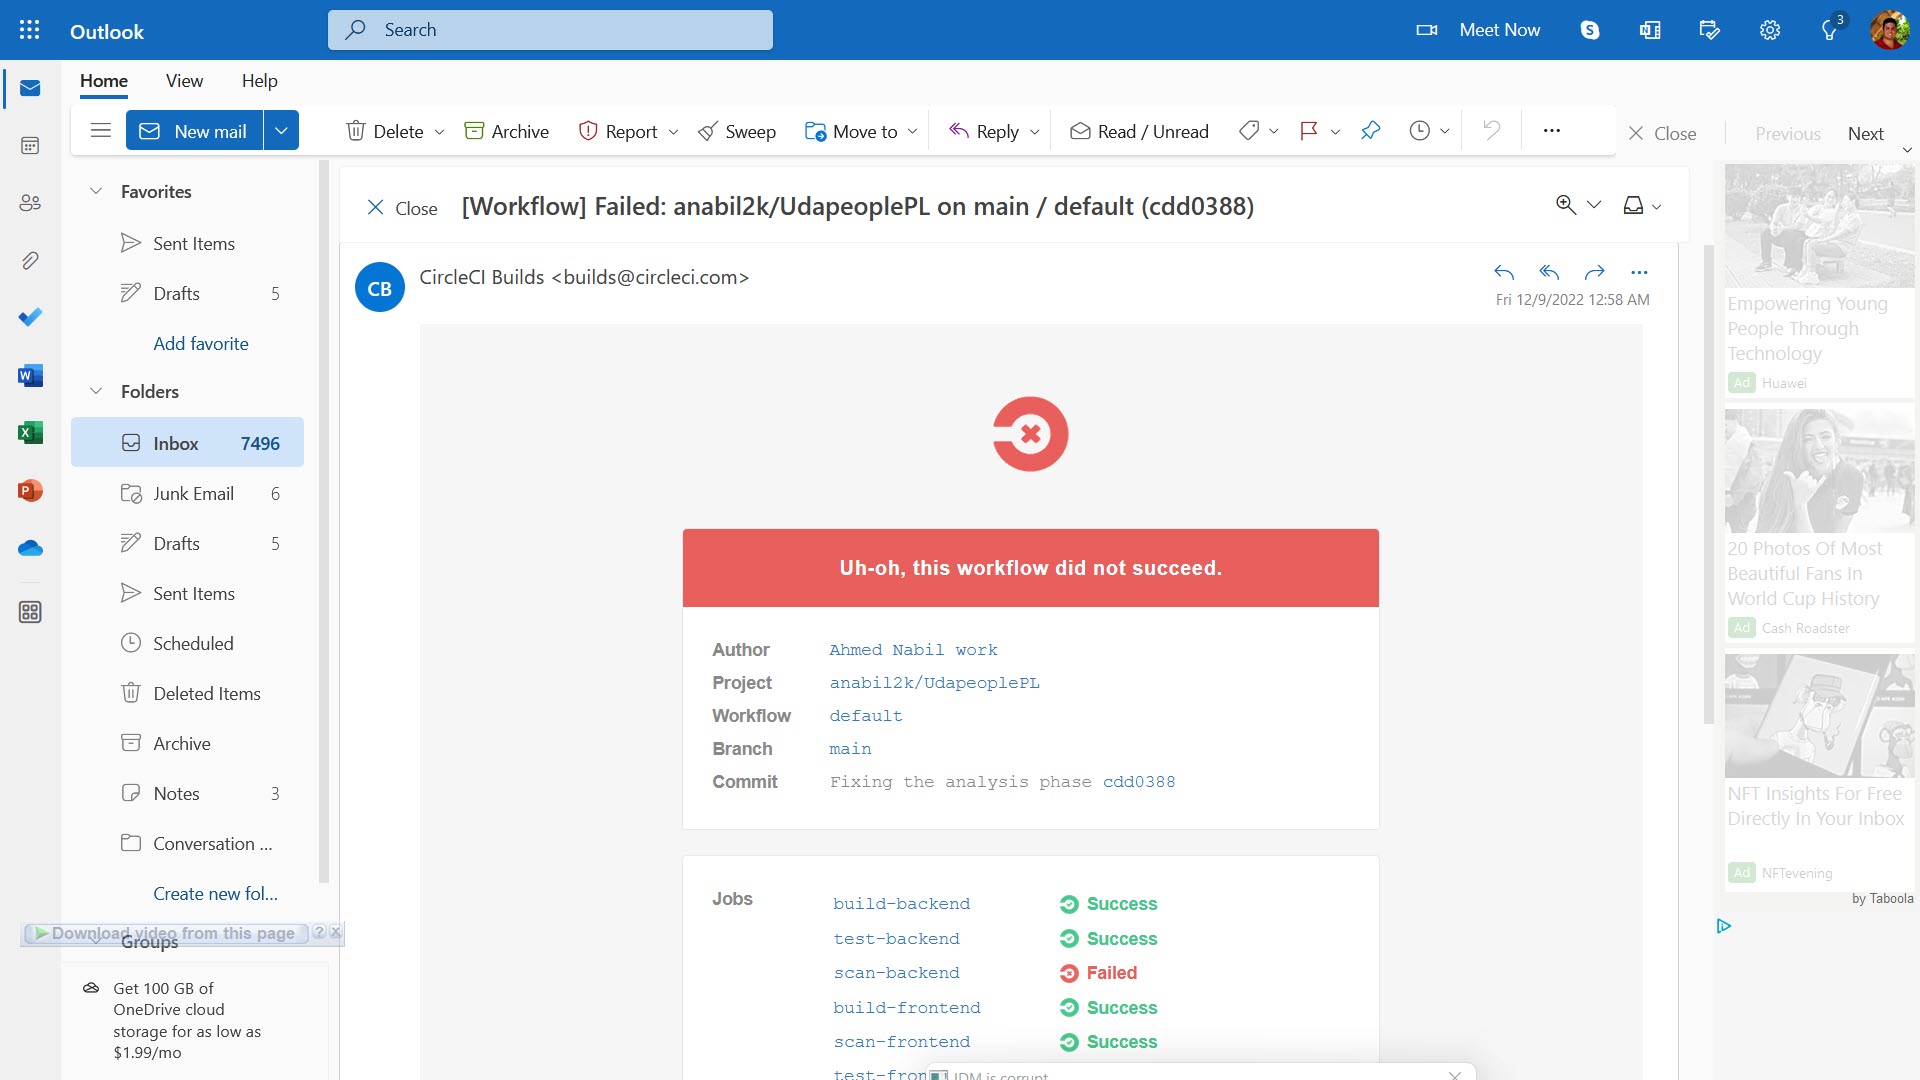 Outlook
Search
Meet Now
3
Home
View
Help
New mail
Delete
Archive
Report
Sweep
Move to
Reply
Read / Unread
Close
Previous
Next
Favorites
Sent Items
Drafts 5
Add favorite
Folders
Inbox 7496
Junk Email 6
Drafts 5
Sent Items
Scheduled
Deleted Items
Archive
Notes 3
Conversation ...
Create new fol...
Groups
Download video from this page
Get 100 GB of
OneDrive cloud
storage for as low as
$1.99/mo
Close
[Workflow] Failed: anabil2k/UdapeoplePL on main / default (cdd0388)
CB
CircleCI Builds <builds@circleci.com>
Fri 12/9/2022 12:58 AM
Uh-oh, this workflow did not succeed.
Author Ahmed Nabil work
Project anabil2k/UdapeoplePL
Workflow default
Branch main
Commit Fixing the analysis phase cdd0388
Jobs
build-backend Success
test-backend Success
scan-backend Failed
build-frontend Success
scan-frontend Success
IDM is corrupt
Empowering Young
People Through
Technology
Ad Huawei
20 Photos Of Most
Beautiful Fans In
World Cup History
Ad Cash Roadster
NFT Insights For Free
Directly In Your Inbox
Ad NFTevening
by Taboola